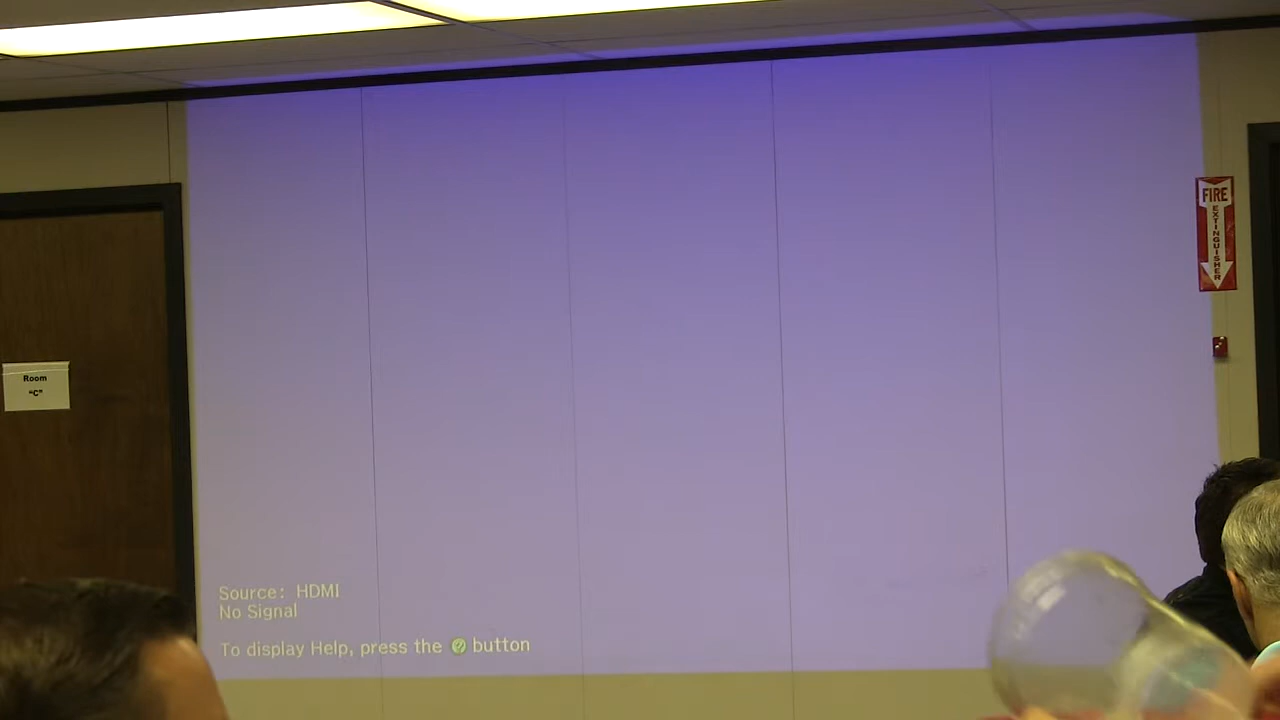 FIRE
EXTINGUISHER
Room
"C"
Source: HDMI
No Signal
To display Help, press the ? button